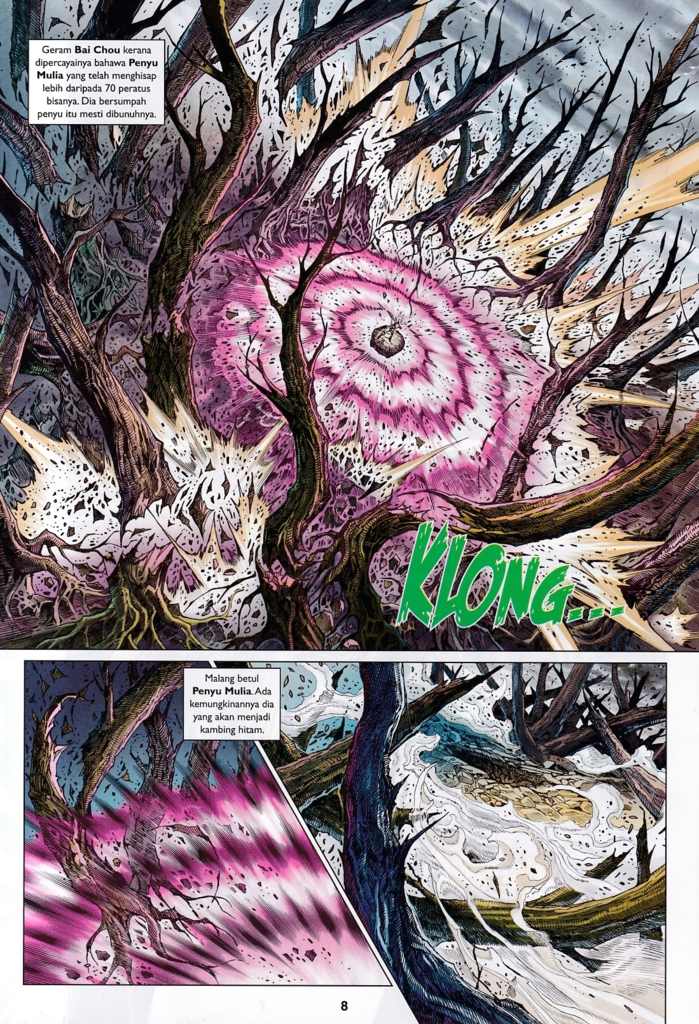 Geram Bai Chou kerana
dipercayainya bahawa Penyu
Mulia yang telah menghisap
lebih daripada 70 peratus
bisanya. Dia bersumpah
penyu itu mesti dibunuhnya.
KLONG...
Malang betul
Penyu Mulia. Ada
kemungkinannya dia
yang akan menjadi
kambing hitam.
8